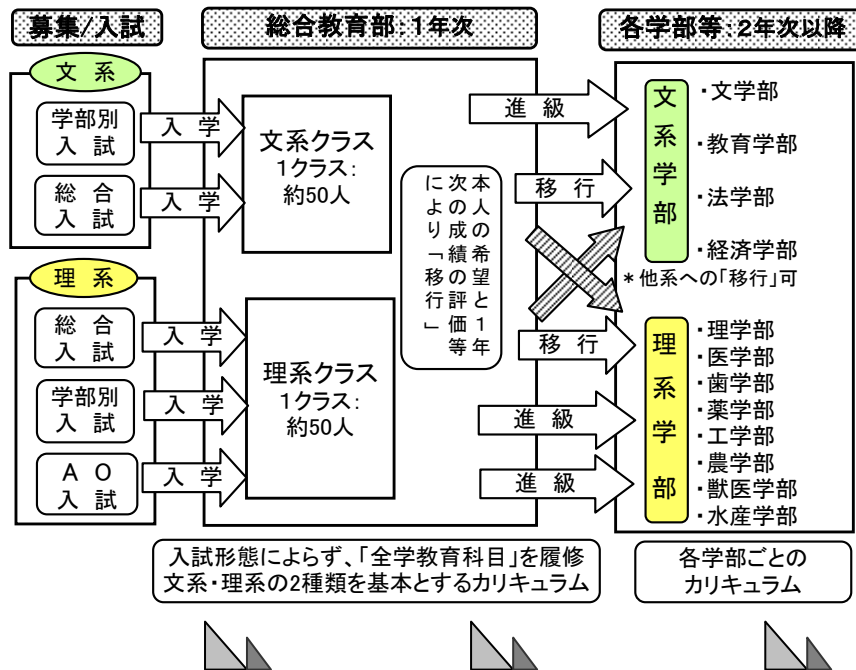 募集/入試
総合教育部:1年次
各学部等:2年次以降
文 系
学部別
入 試
入 学
総 合
入 試
入 学
理 系
総 合
入 試
入 学
学部別
入 試
入 学
A O
入 試
入 学
文系クラス
1クラス:
約50人
理系クラス
1クラス:
約50人
本人の希望と1年
次の成績の評価等
により「移行」
進 級
移 行
移 行
進 級
進 級
文系学部
・文学部
・教育学部
・法学部
・経済学部
*他系への「移行」可
理系学部
・理学部
・医学部
・歯学部
・薬学部
・工学部
・農学部
・獣医学部
・水産学部
入試形態によらず、「全学教育科目」を履修
文系・理系の2種類を基本とするカリキュラム
各学部ごとの
カリキュラム